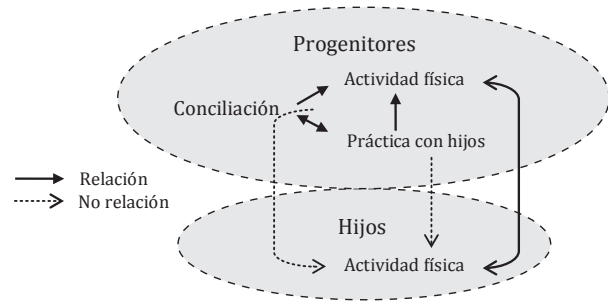 Progenitores
Actividad física
Conciliación
Práctica con hijos
Relación
No relación
Hijos
Actividad física